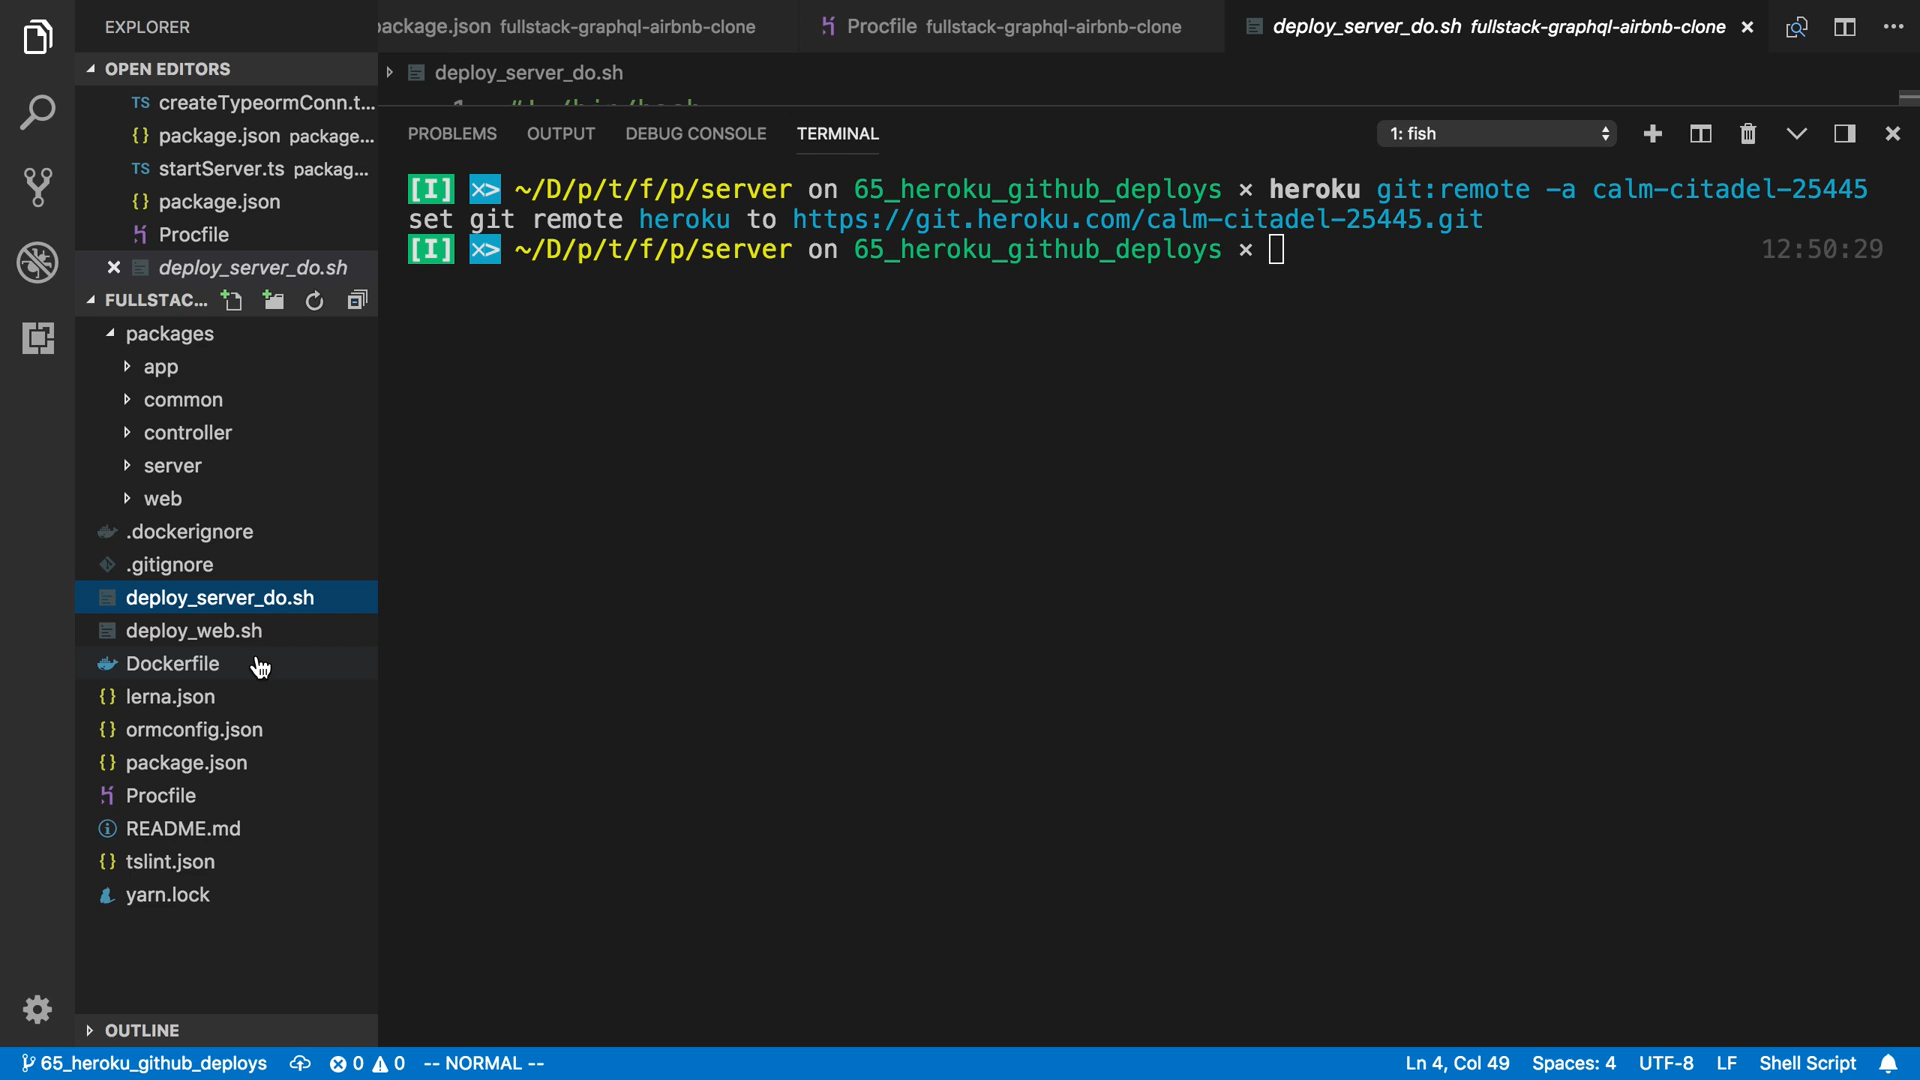 EXPLORER
package.json fullstack-graphql-airbnb-clone
Procfile fullstack-graphql-airbnb-clone
deploy_server_do.sh fullstack-graphql-airbnb-clone
OPEN EDITORS
TS createTypeormConn.t...
{} package.json package...
TS startServer.ts packag...
{} package.json
Procfile
deploy_server_do.sh
FULLSTAC...
packages
app
common
controller
server
web
.dockerignore
.gitignore
deploy_server_do.sh
deploy_web.sh
Dockerfile
{} lerna.json
{} ormconfig.json
{} package.json
Procfile
README.md
{} tslint.json
yarn.lock
OUTLINE
deploy_server_do.sh
1 #! /bin/bash
PROBLEMS OUTPUT DEBUG CONSOLE TERMINAL
1: fish
[I] x> ~/D/p/t/f/p/server on 65_heroku_github_deploys × heroku git:remote -a calm-citadel-25445
set git remote heroku to https://git.heroku.com/calm-citadel-25445.git
[I] x> ~/D/p/t/f/p/server on 65_heroku_github_deploys × 12:50:29
65_heroku_github_deploys 0 0 -- NORMAL -- Ln 4, Col 49 Spaces: 4 UTF-8 LF Shell Script